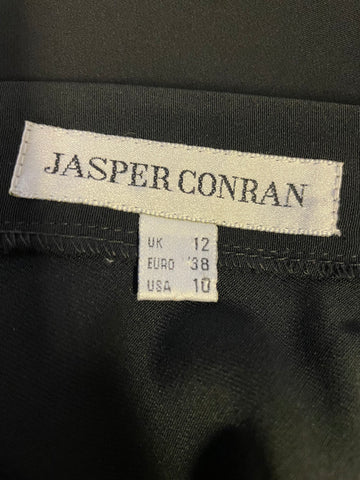 JASPER CONRAN
UK 12
EURO 38
USA 10